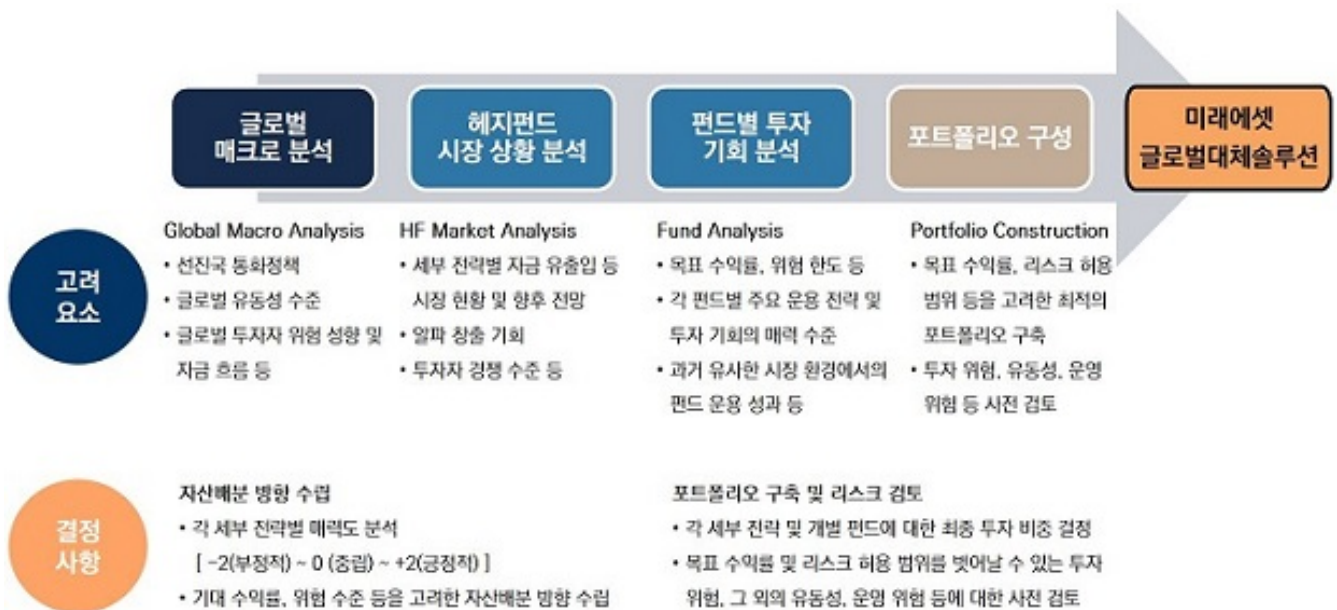 글로벌
매크로 분석
헤지펀드
시장 상황 분석
펀드별 투자
기회 분석
포트폴리오 구성
미래에셋
글로벌대체솔루션
고려
요소
Global Macro Analysis
• 선진국 통화정책
• 글로벌 유동성 수준
• 글로벌 투자자 위험 성향 및
자금 흐름 등
HF Market Analysis
• 세부 전략별 자금 유출입 등
시장 현황 및 향후 전망
• 알파 창출 기회
• 투자자 경쟁 수준 등
Fund Analysis
• 목표 수익률, 위험 한도 등
• 각 펀드별 주요 운용 전략 및
투자 기회의 매력 수준
• 과거 유사한 시장 환경에서의
펀드 운용 성과 등
Portfolio Construction
• 목표 수익률, 리스크 허용
범위 등을 고려한 최적의
포트폴리오 구축
• 투자 위험, 유동성, 운영
위험 등 사전 검토
결정
사항
자산배분 방향 수립
• 각 세부 전략별 매력도 분석
[ -2(부정적) ~ 0 (중립) ~ +2(긍정적) ]
• 기대 수익률, 위험 수준 등을 고려한 자산배분 방향 수립
포트폴리오 구축 및 리스크 검토
• 각 세부 전략 및 개별 펀드에 대한 최종 투자 비중 결정
• 목표 수익률 및 리스크 허용 범위를 벗어날 수 있는 투자
위험, 그 외의 유동성, 운영 위험 등에 대한 사전 검토